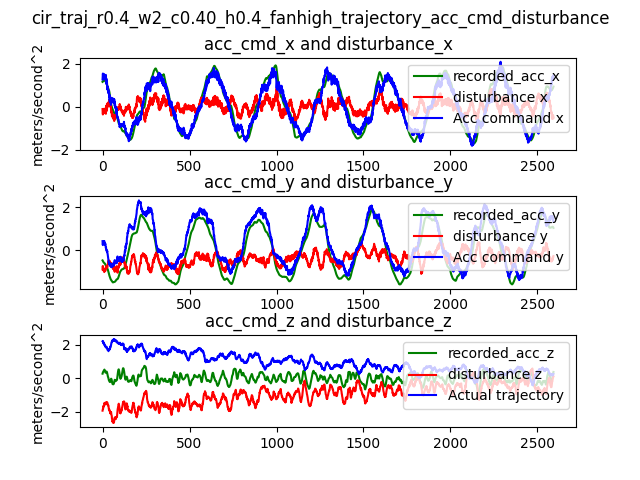 cir_traj_r0.4_w2_c0.40_h0.4_fanhigh_trajectory_acc_cmd_disturbance
acc_cmd_x and disturbance_x
meters/second^2
2
0
−2
recorded_acc_x
disturbance x
Acc command x
0 500 1000 1500 2000 2500
acc_cmd_y and disturbance_y
meters/second^2
2
0
recorded_acc_y
disturbance y
Acc command y
0 500 1000 1500 2000 2500
acc_cmd_z and disturbance_z
meters/second^2
2
0
−2
recorded_acc_z
disturbance z
Actual trajectory
0 500 1000 1500 2000 2500